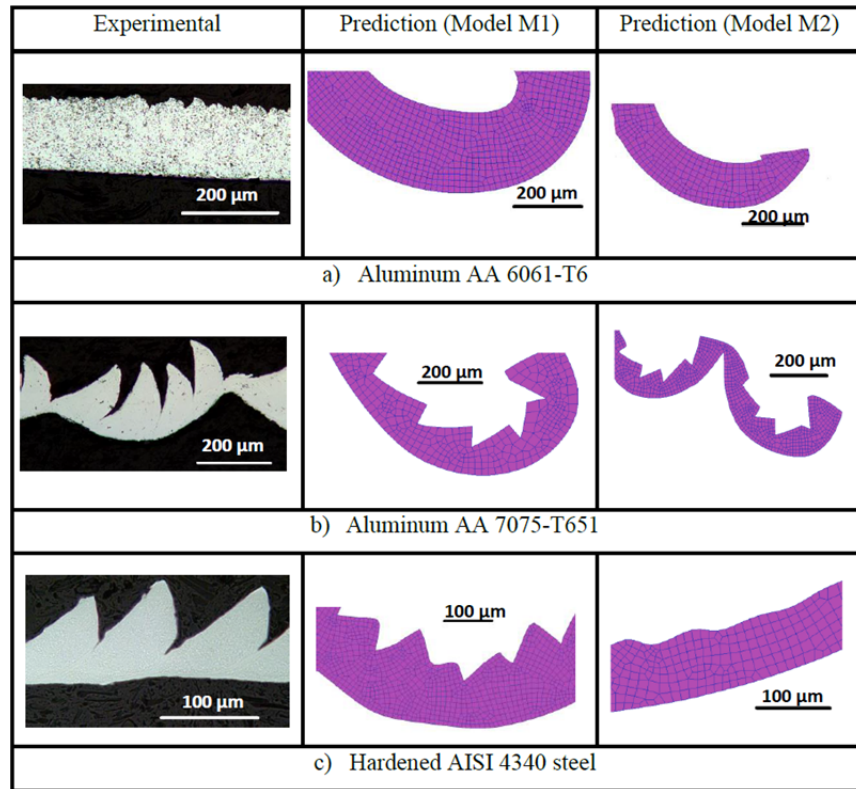 Experimental
Prediction (Model M1)
Prediction (Model M2)
200 µm
200 µm
200 µm
a) Aluminum AA 6061-T6
200 µm
200 µm
200 µm
b) Aluminum AA 7075-T651
100 µm
100 µm
100 µm
c) Hardened AISI 4340 steel